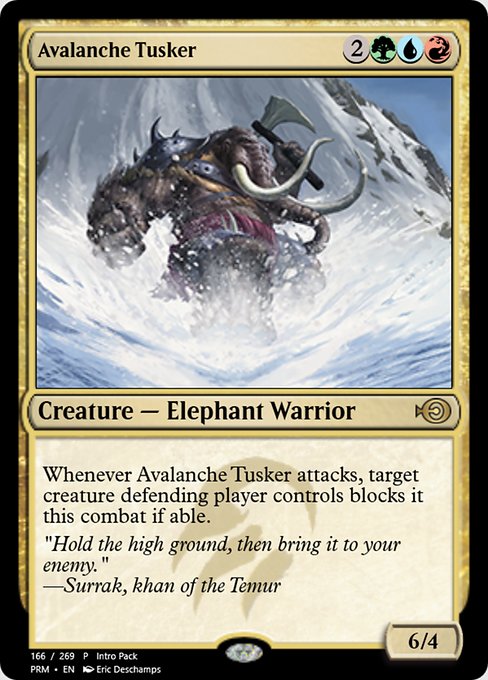 Avalanche Tusker 2
Creature — Elephant Warrior
Whenever Avalanche Tusker attacks, target
creature defending player controls blocks it
this combat if able.
"Hold the high ground, then bring it to your
enemy."
—Surrak, khan of the Temur
6/4
166 / 269 P Intro Pack
PRM • EN Eric Deschamps